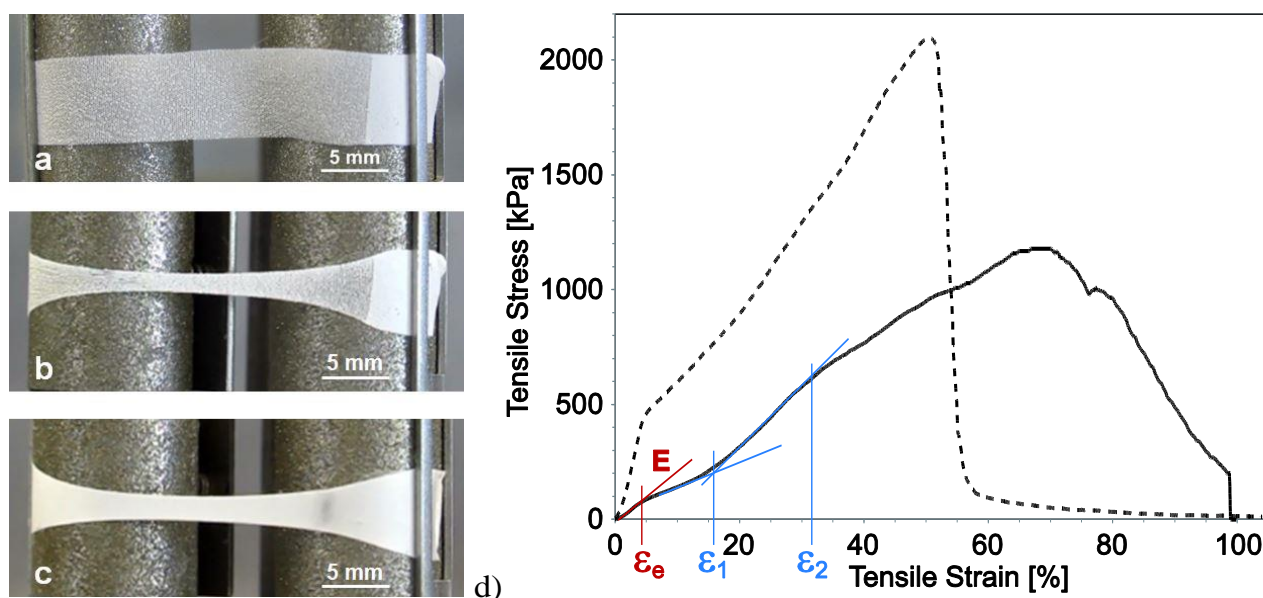 a
5 mm
b
5 mm
c
5 mm
d)
Tensile Stress [kPa]
2000
1500
1000
500
0
E
0 20 40 60 80 100
εe ε1 ε2
Tensile Strain [%]